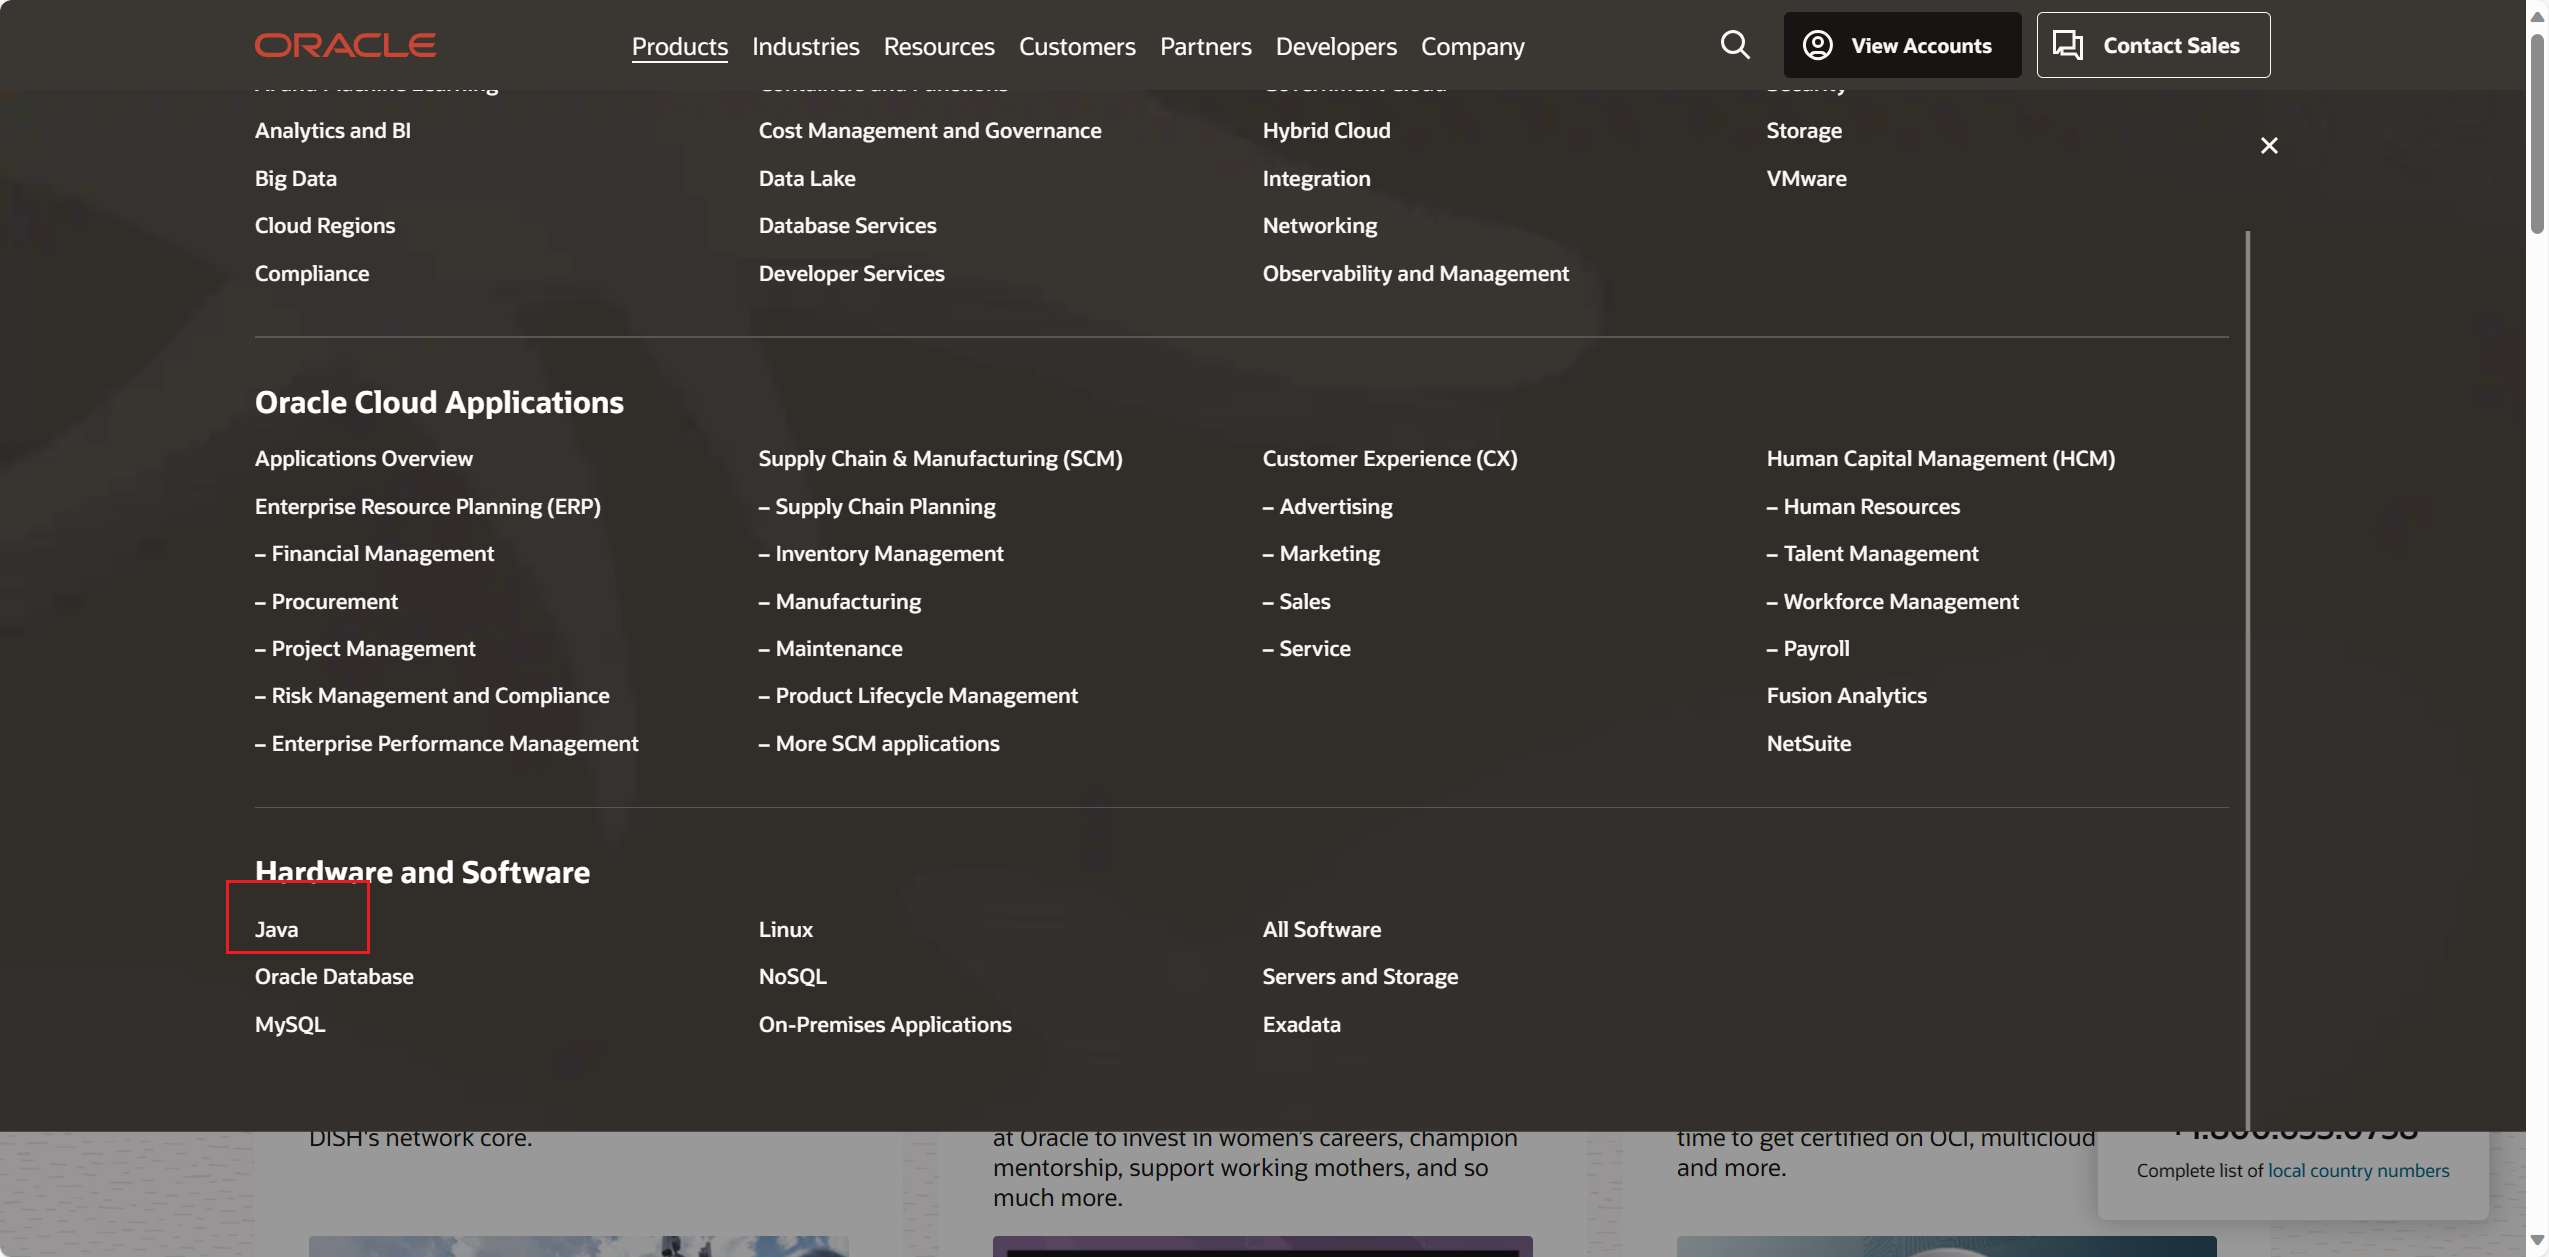 ORACLE
Products Industries Resources Customers Partners Developers Company
View Accounts
Contact Sales
Analytics and BI
Big Data
Cloud Regions
Compliance
Cost Management and Governance
Data Lake
Database Services
Developer Services
Hybrid Cloud
Integration
Networking
Observability and Management
Security
Storage
VMware
Oracle Cloud Applications
Applications Overview
Enterprise Resource Planning (ERP)
– Financial Management
– Procurement
– Project Management
– Risk Management and Compliance
– Enterprise Performance Management
Supply Chain & Manufacturing (SCM)
– Supply Chain Planning
– Inventory Management
– Manufacturing
– Maintenance
– Product Lifecycle Management
– More SCM applications
Customer Experience (CX)
– Advertising
– Marketing
– Sales
– Service
Human Capital Management (HCM)
– Human Resources
– Talent Management
– Workforce Management
– Payroll
Fusion Analytics
NetSuite
Hardware and Software
Java
Oracle Database
MySQL
Linux
NoSQL
On-Premises Applications
All Software
Servers and Storage
Exadata
DISH's network core.
at Oracle to invest in women's careers, champion
mentorship, support working mothers, and so
much more.
time to get certified on OCI, multicloud
and more.
Complete list of local country numbers